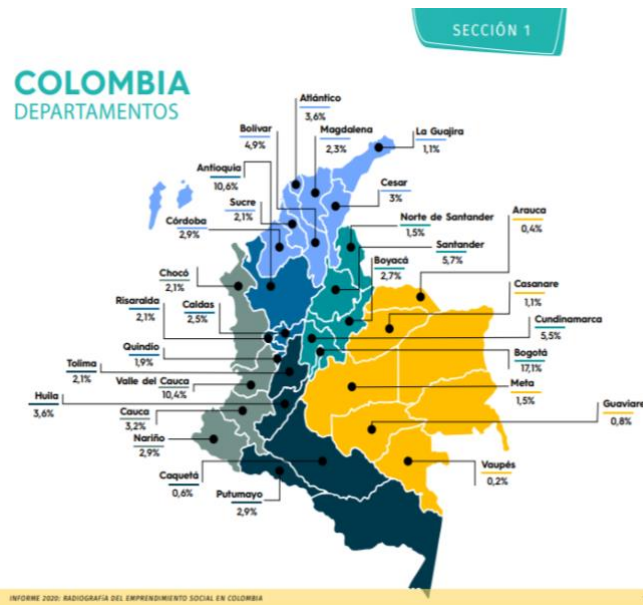 SECCIÓN 1
COLOMBIA
DEPARTAMENTOS
Atlántico
3,6%
Bolívar
4,9%
Magdalena
2,3%
La Guajira
1,1%
Antioquia
10,6%
Cesar
3%
Sucre
2,1%
Arauca
0,4%
Córdoba
2,9%
Norte de Santander
1,5%
Santander
5,7%
Boyacá
2,7%
Chocó
2,1%
Casanare
1,1%
Risaralda
2,1%
Caldas
2,5%
Cundinamarca
5,5%
Quindío
1,9%
Bogotá
17,1%
Tolima
2,1%
Valle del Cauca
10,4%
Meta
1,5%
Huila
3,6%
Guaviare
0,8%
Cauca
3,2%
Nariño
2,9%
Vaupés
0,2%
Caquetá
0,6%
Putumayo
2,9%
INFORME 2020: RADIOGRAFÍA DEL EMPRENDIMIENTO SOCIAL EN COLOMBIA